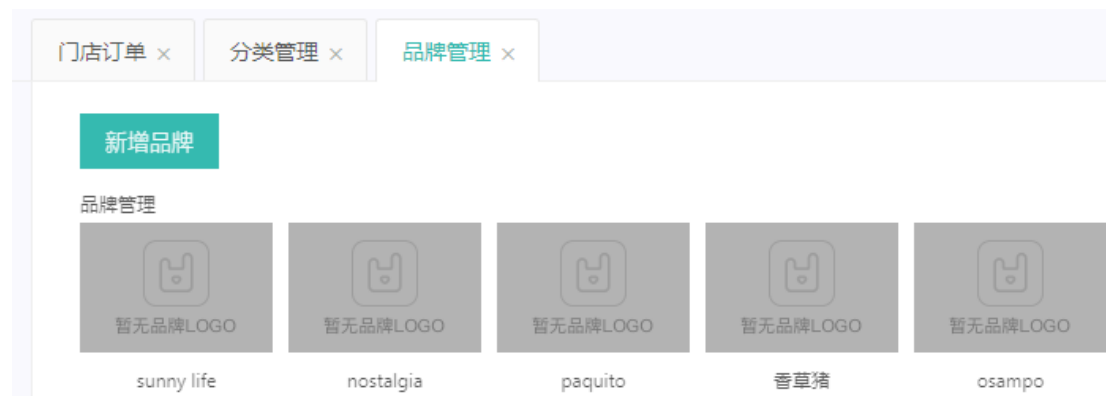 门店订单 × 分类管理 × 品牌管理 ×
新增品牌
品牌管理
暂无品牌LOGO 暂无品牌LOGO 暂无品牌LOGO 暂无品牌LOGO 暂无品牌LOGO
sunny life nostalgia paquito 香草猪 osampo